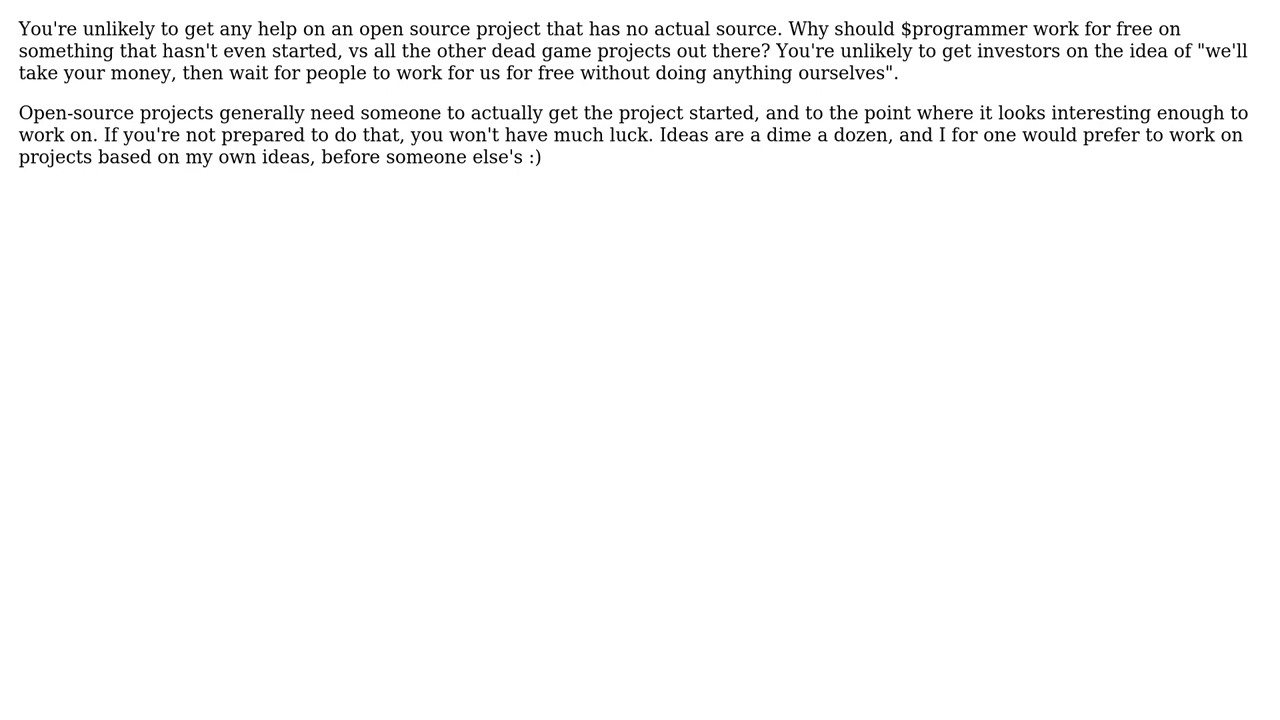 You're unlikely to get any help on an open source project that has no actual source. Why should $programmer work for free on
something that hasn't even started, vs all the other dead game projects out there? You're unlikely to get investors on the idea of "we'll
take your money, then wait for people to work for us for free without doing anything ourselves".
Open-source projects generally need someone to actually get the project started, and to the point where it looks interesting enough to
work on. If you're not prepared to do that, you won't have much luck. Ideas are a dime a dozen, and I for one would prefer to work on
projects based on my own ideas, before someone else's :)